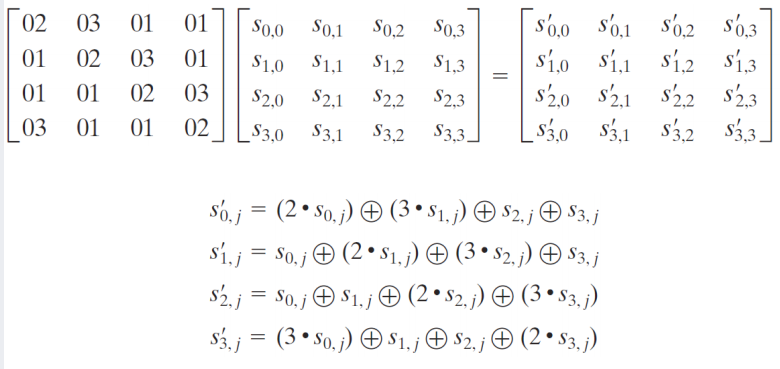 [02 03 01 01] [s0,0 s0,1 s0,2 s0,3] [s′0,0 s′0,1 s′0,2 s′0,3]
[01 02 03 01] [s1,0 s1,1 s1,2 s1,3] = [s′1,0 s′1,1 s′1,2 s′1,3]
[01 01 02 03] [s2,0 s2,1 s2,2 s2,3] [s′2,0 s′2,1 s′2,2 s′2,3]
[03 01 01 02] [s3,0 s3,1 s3,2 s3,3] [s′3,0 s′3,1 s′3,2 s′3,3]
s′0, j = (2 • s0, j) ⊕ (3 • s1, j) ⊕ s2, j ⊕ s3, j
s′1, j = s0, j ⊕ (2 • s1, j) ⊕ (3 • s2, j) ⊕ s3, j
s′2, j = s0, j ⊕ s1, j ⊕ (2 • s2, j) ⊕ (3 • s3, j)
s′3, j = (3 • s0, j) ⊕ s1, j ⊕ s2, j ⊕ (2 • s3, j)